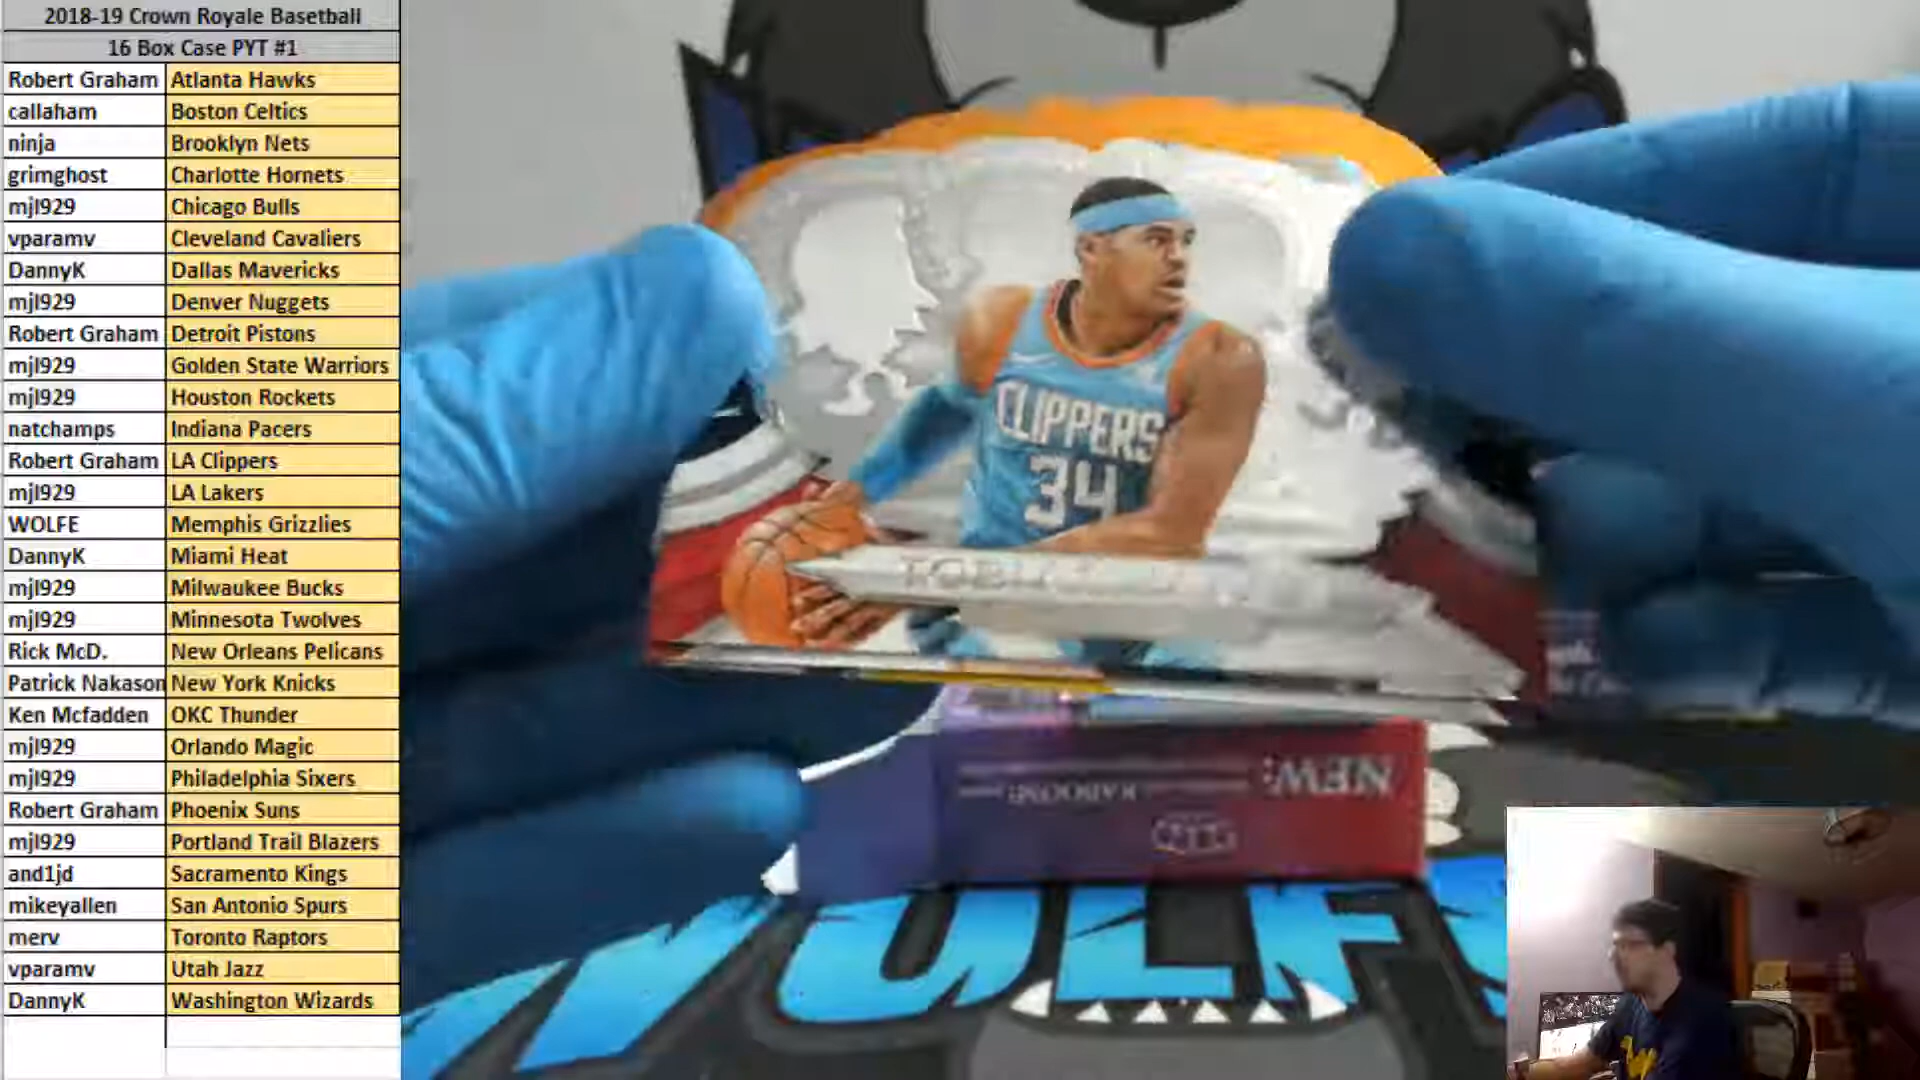 2018-19 Crown Royale Basetball
16 Box Case PYT #1
Robert Graham Atlanta Hawks
callaham Boston Celtics
ninja Brooklyn Nets
grimghost Charlotte Hornets
mjl929 Chicago Bulls
vparamv Cleveland Cavaliers
DannyK Dallas Mavericks
mjl929 Denver Nuggets
Robert Graham Detroit Pistons
mjl929 Golden State Warriors
mjl929 Houston Rockets
natchamps Indiana Pacers
Robert Graham LA Clippers
mjl929 LA Lakers
WOLFE Memphis Grizzlies
DannyK Miami Heat
mjl929 Milwaukee Bucks
mjl929 Minnesota Twolves
Rick McD. New Orleans Pelicans
Patrick Nakason New York Knicks
Ken Mcfadden OKC Thunder
mjl929 Orlando Magic
mjl929 Philadelphia Sixers
Robert Graham Phoenix Suns
mjl929 Portland Trail Blazers
and1jd Sacramento Kings
mikeyallen San Antonio Spurs
merv Toronto Raptors
vparamv Utah Jazz
DannyK Washington Wizards
CLIPPERS
34
NEW:
KABOOM!